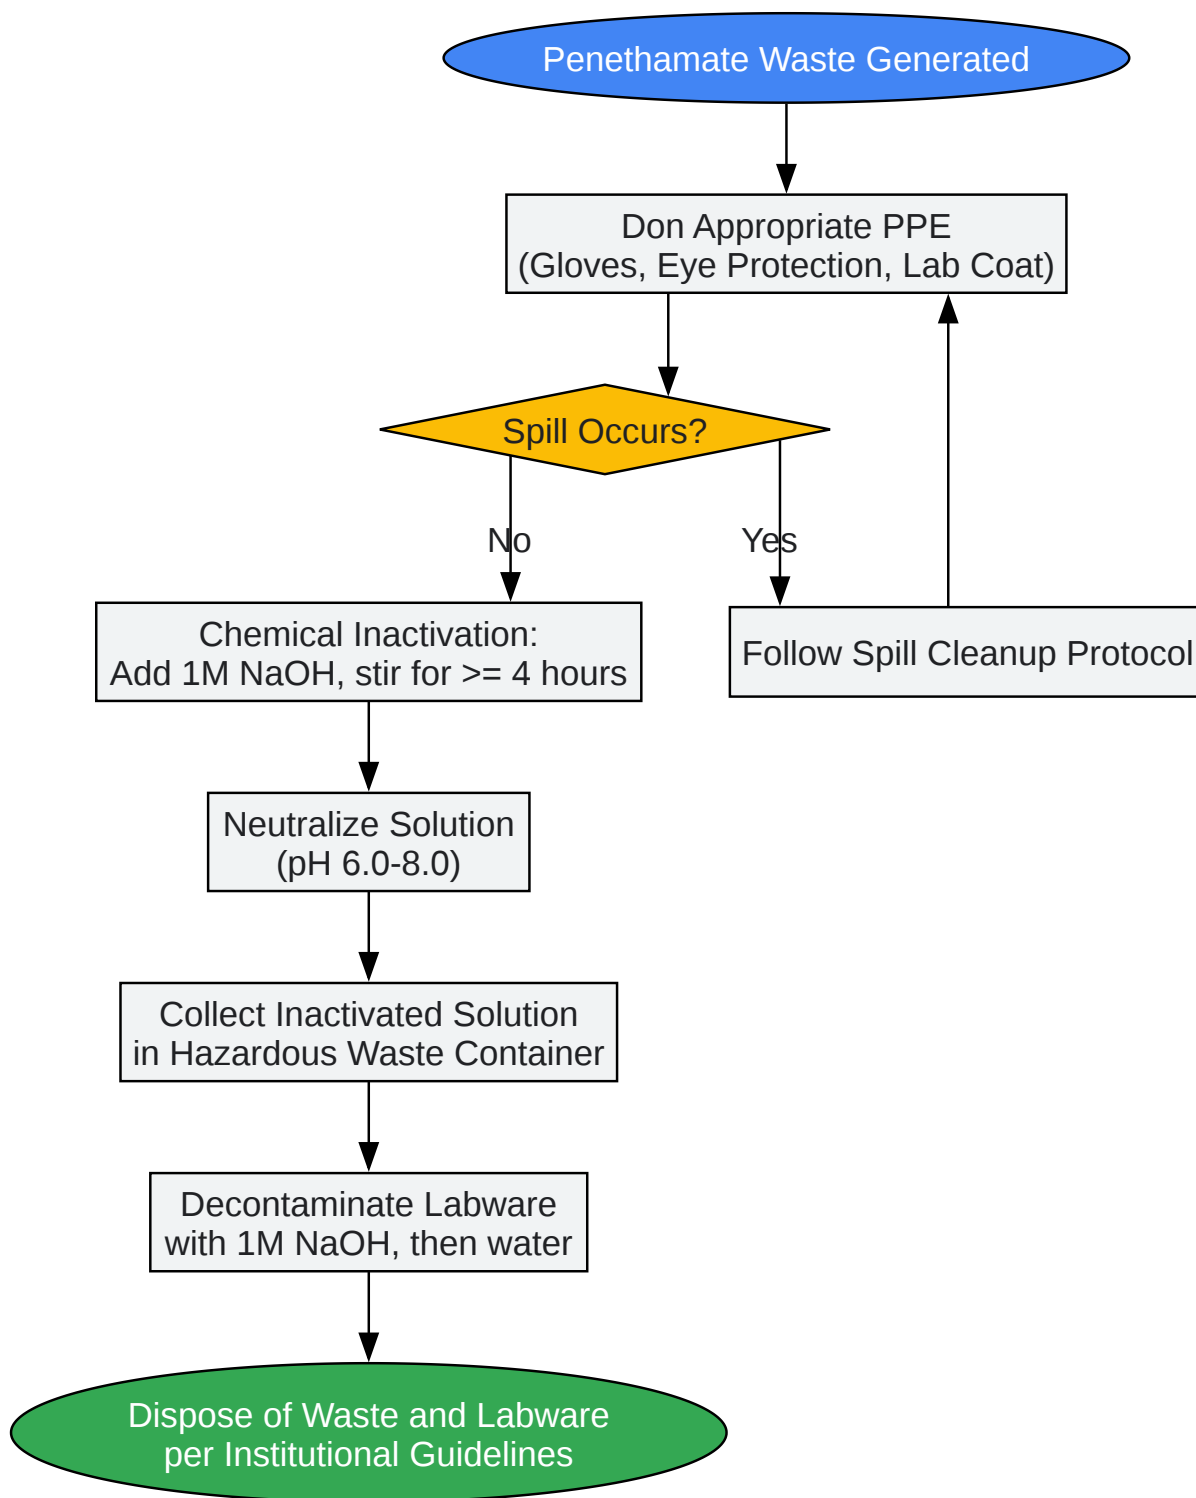 Penethamate Waste Generated
Don Appropriate PPE
(Gloves, Eye Protection, Lab Coat)
Spill Occurs?
No
Yes
Chemical Inactivation:
Add 1M NaOH, stir for >= 4 hours
Follow Spill Cleanup Protocol
Neutralize Solution
(pH 6.0-8.0)
Collect Inactivated Solution
in Hazardous Waste Container
Decontaminate Labware
with 1M NaOH, then water
Dispose of Waste and Labware
per Institutional Guidelines